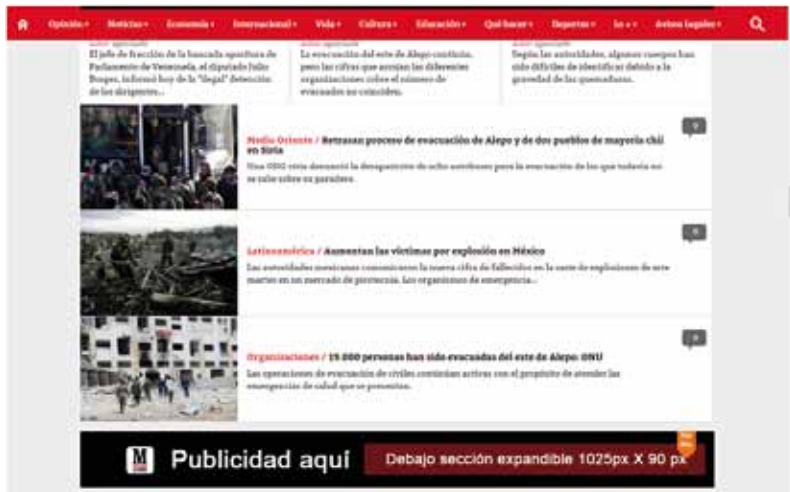 Opinión Noticias Economía Internacional Vida Cultura Educación Qué hacer Deportes Lo + Avisos Legales
El jefe de fracción de la bancada opositora de
Parlamento de Venezuela, el diputado Julio
Borges, informó hoy de la "ilegal" detención
de los dirigentes...
La evacuación del este de Alepo continúa,
pero las cifras que arrojan las diferentes
organizaciones sobre el número de
evacuados no coinciden.
Según las autoridades, algunos cuerpos han
sido difíciles de identificar debido a la
gravedad de las quemaduras.
Medio Oriente / Retrasan proceso de evacuación de Alepo y de dos pueblos de mayoría chií
en Siria
Una ONG siria denunció la desaparición de ocho autobuses para la evacuación de los que todavía no
se sabe sobre su paradero.
0
Latinoamérica / Aumentan las víctimas por explosión en México
Las autoridades mexicanas comunicaron la nueva cifra de fallecidos en la serie de explosiones de este
martes en un mercado de pirotecnia. Los organismos de emergencia...
0
Organizaciones / 15 000 personas han sido evacuadas del este de Alepo: ONU
Las operaciones de evacuación de civiles continúan activas con el propósito de atender las
emergencias de salud que se presentan.
0
M Publicidad aquí Debajo sección expandible 1025px X 90 px